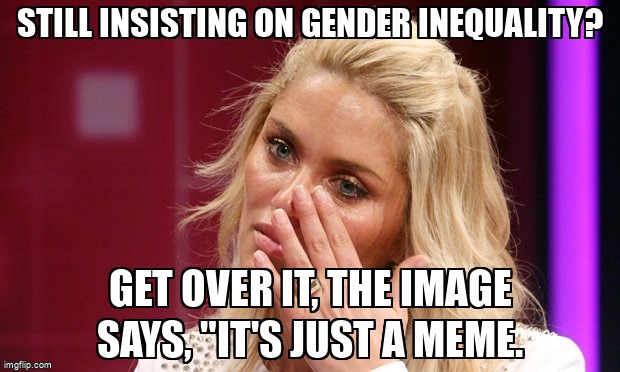 STILL INSISTING ON GENDER INEQUALITY?
GET OVER IT, THE IMAGE
SAYS, "IT'S JUST A MEME.
imgflip.com